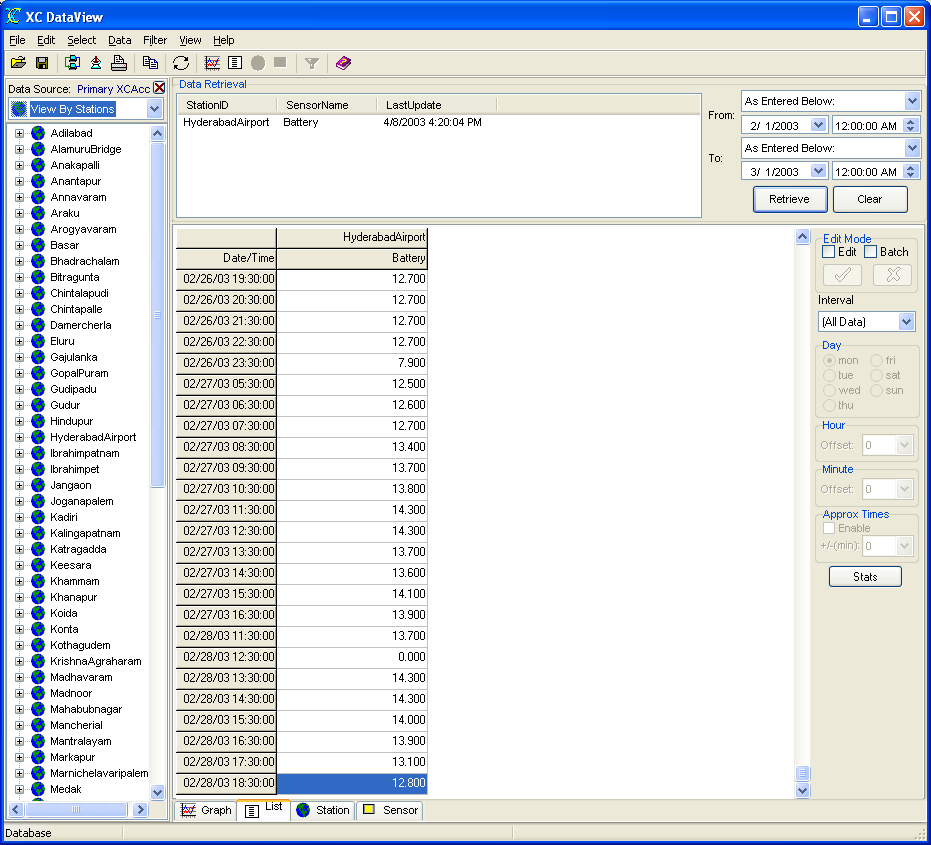 XC DataView
File Edit Select Data Filter View Help
Data Source: Primary XCAcc
View By Stations
Adilabad
AlamuruBridge
Anakapalli
Anantapur
Annavaram
Araku
Arogyavaram
Basar
Bhadrachalam
Bitragunta
Chintalapudi
Chintapalle
Damercherla
Eluru
Gajulanka
GopalPuram
Gudipadu
Gudur
Hindupur
HyderabadAirport
Ibrahimpatnam
Ibrahimpet
Jangaon
Joganapalem
Kadiri
Kalingapatnam
Katragadda
Keesara
Khammam
Khanapur
Koida
Konta
Kothagudem
KrishnaAgraharam
Madhavaram
Madnoor
Mahabubnagar
Mancherial
Mantralayam
Markapur
Marnichelavaripalem
Medak
Data Retrieval
StationID SensorName LastUpdate
HyderabadAirport Battery 4/8/2003 4:20:04 PM
As Entered Below:
From:
2/ 1/2003 12:00:00 AM
As Entered Below:
To:
3/ 1/2003 12:00:00 AM
Retrieve Clear
HyderabadAirport
Date/Time Battery
02/26/03 19:30:00 12.700
02/26/03 20:30:00 12.700
02/26/03 21:30:00 12.700
02/26/03 22:30:00 12.700
02/26/03 23:30:00 7.900
02/27/03 05:30:00 12.500
02/27/03 06:30:00 12.600
02/27/03 07:30:00 12.700
02/27/03 08:30:00 13.400
02/27/03 09:30:00 13.700
02/27/03 10:30:00 13.800
02/27/03 11:30:00 14.300
02/27/03 12:30:00 14.300
02/27/03 13:30:00 13.700
02/27/03 14:30:00 13.600
02/27/03 15:30:00 14.100
02/27/03 16:30:00 13.900
02/28/03 11:30:00 13.700
02/28/03 12:30:00 0.000
02/28/03 13:30:00 14.300
02/28/03 14:30:00 14.300
02/28/03 15:30:00 14.000
02/28/03 16:30:00 13.900
02/28/03 17:30:00 13.100
02/28/03 18:30:00 12.800
Edit Mode
Edit Batch
Interval
(All Data)
Day
mon fri
tue sat
wed sun
thu
Hour
Offset: 0
Minute
Offset: 0
Approx Times
Enable
+/-(min): 0
Stats
Graph List Station Sensor
Database